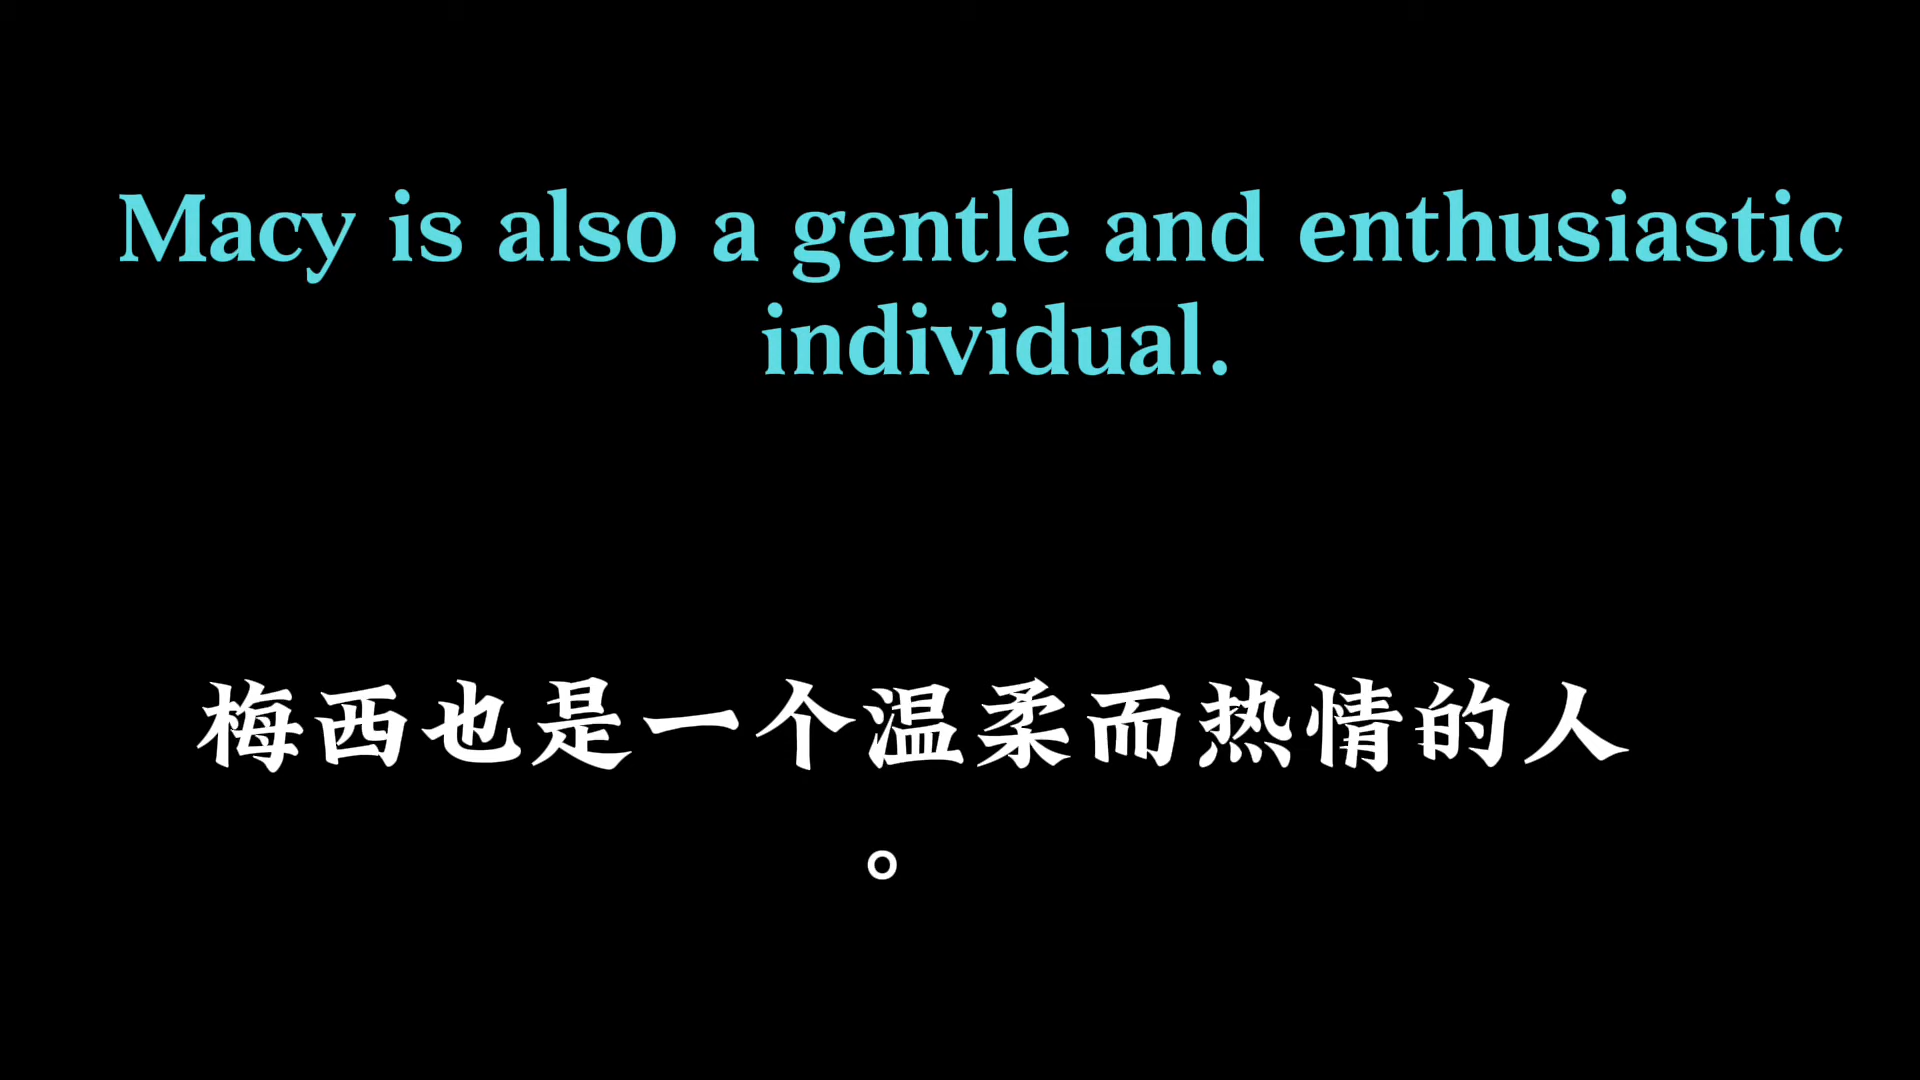 Macy is also a gentle and enthusiastic
individual.
梅西也是一个温柔而热情的人
。